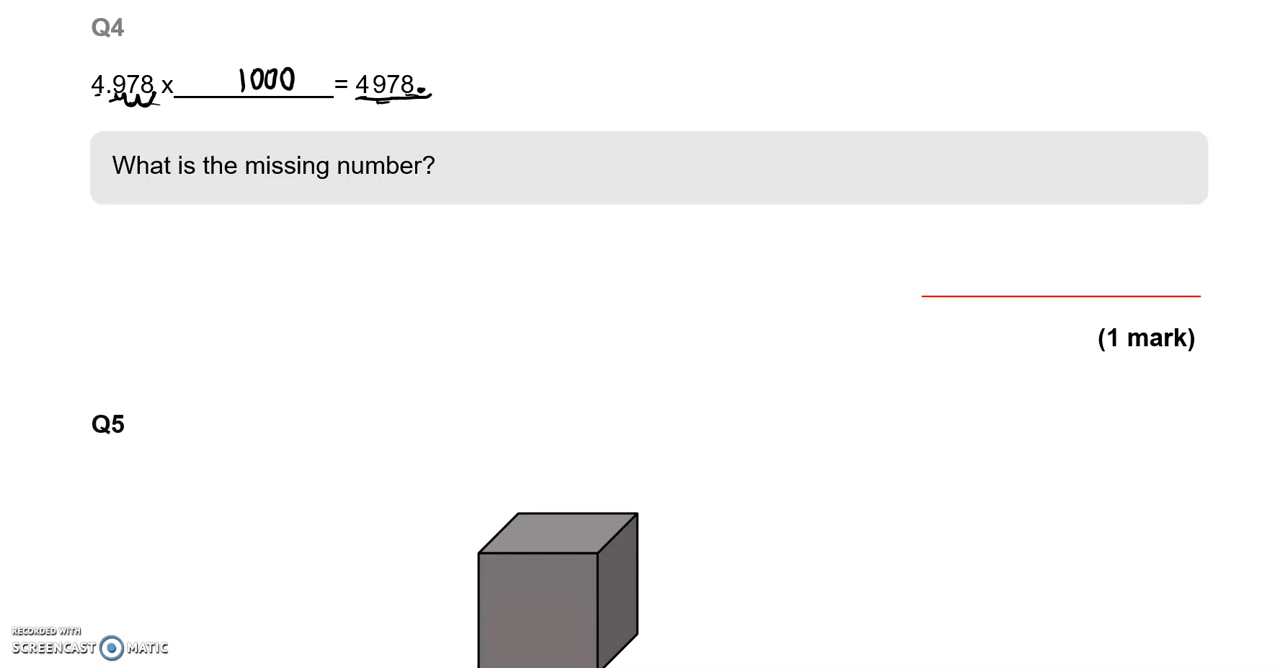 Q4
4.978 x 1000 = 4978.
What is the missing number?
(1 mark)
Q5
RECORDED WITH
SCREENCAST MATIC